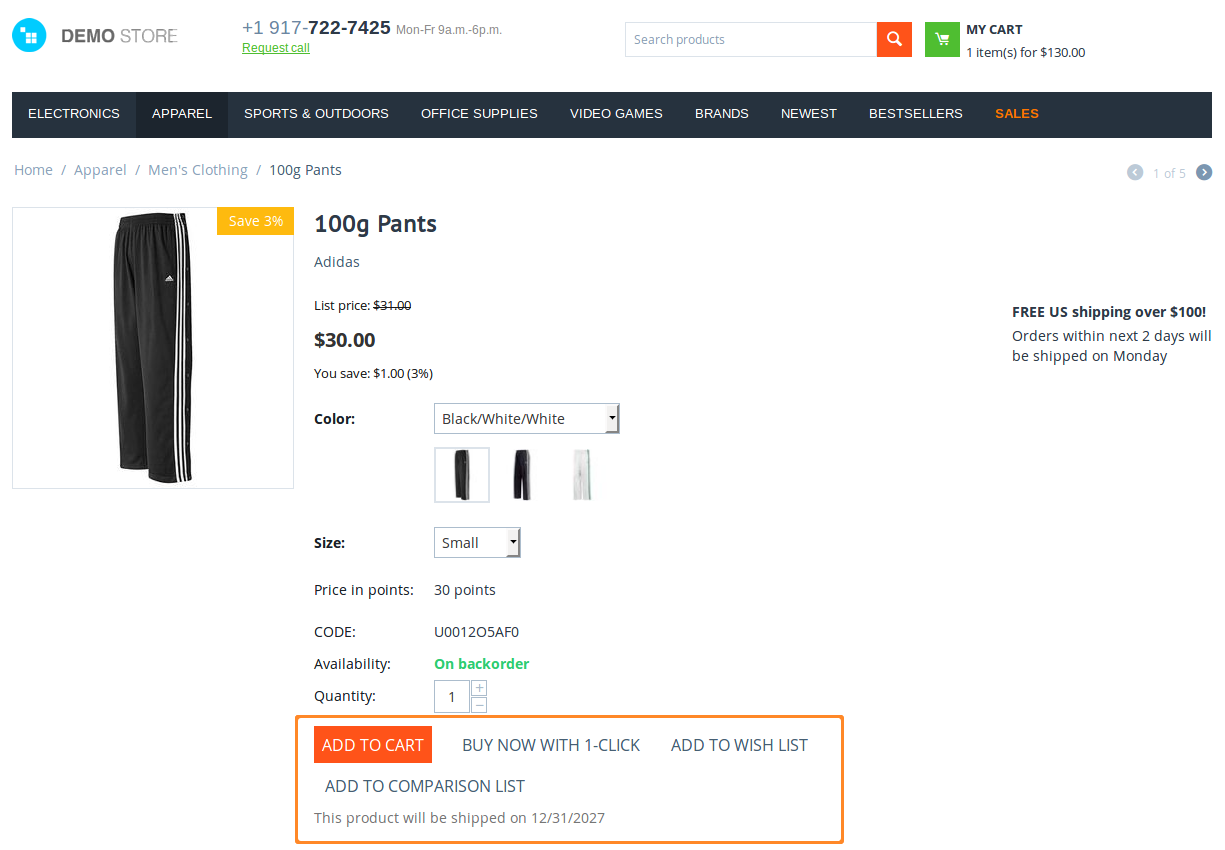 DEMO STORE
+1 917-722-7425 Mon-Fr 9a.m.-6p.m.
Request call
Search products
MY CART
1 item(s) for $130.00
ELECTRONICS APPAREL SPORTS & OUTDOORS OFFICE SUPPLIES VIDEO GAMES BRANDS NEWEST BESTSELLERS SALES
Home / Apparel / Men's Clothing / 100g Pants
1 of 5
Save 3%
100g Pants
Adidas
List price: $31.00
$30.00
You save: $1.00 (3%)
FREE US shipping over $100!
Orders within next 2 days will
be shipped on Monday
Color: Black/White/White
Size: Small
Price in points: 30 points
CODE: U0012O5AF0
Availability: On backorder
Quantity: 1 + −
ADD TO CART BUY NOW WITH 1-CLICK ADD TO WISH LIST
ADD TO COMPARISON LIST
This product will be shipped on 12/31/2027